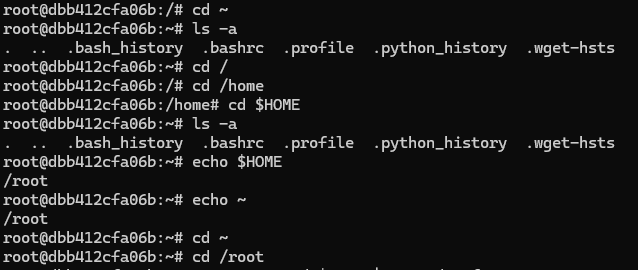 root@dbb412cfa06b:/# cd ~
root@dbb412cfa06b:~# ls -a
.  ..  .bash_history  .bashrc  .profile  .python_history  .wget-hsts
root@dbb412cfa06b:~# cd /
root@dbb412cfa06b:/# cd /home
root@dbb412cfa06b:/home# cd $HOME
root@dbb412cfa06b:~# ls -a
.  ..  .bash_history  .bashrc  .profile  .python_history  .wget-hsts
root@dbb412cfa06b:~# echo $HOME
/root
root@dbb412cfa06b:~# echo ~
/root
root@dbb412cfa06b:~# cd ~
root@dbb412cfa06b:~# cd /root